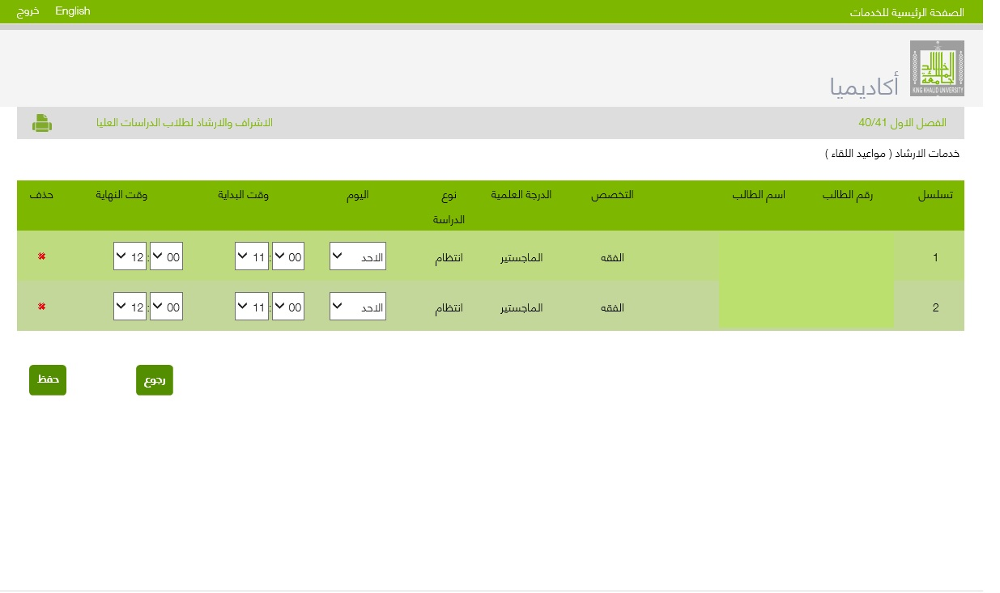 الصفحة الرئيسية للخدمات English خروج
جامعة الملك خالد
KING KHALID UNIVERSITY
أكاديميا
الفصل الاول 40/41 الاشراف والارشاد لطلاب الدراسات العليا
خدمات الارشاد ( مواعيد اللقاء )
تسلسل رقم الطالب اسم الطالب التخصص الدرجة العلمية نوع الدراسة اليوم وقت البداية وقت النهاية حذف
1 الفقه الماجستير انتظام الاحد 00 : 11 00 : 12
2 الفقه الماجستير انتظام الاحد 00 : 11 00 : 12
رجوع حفظ